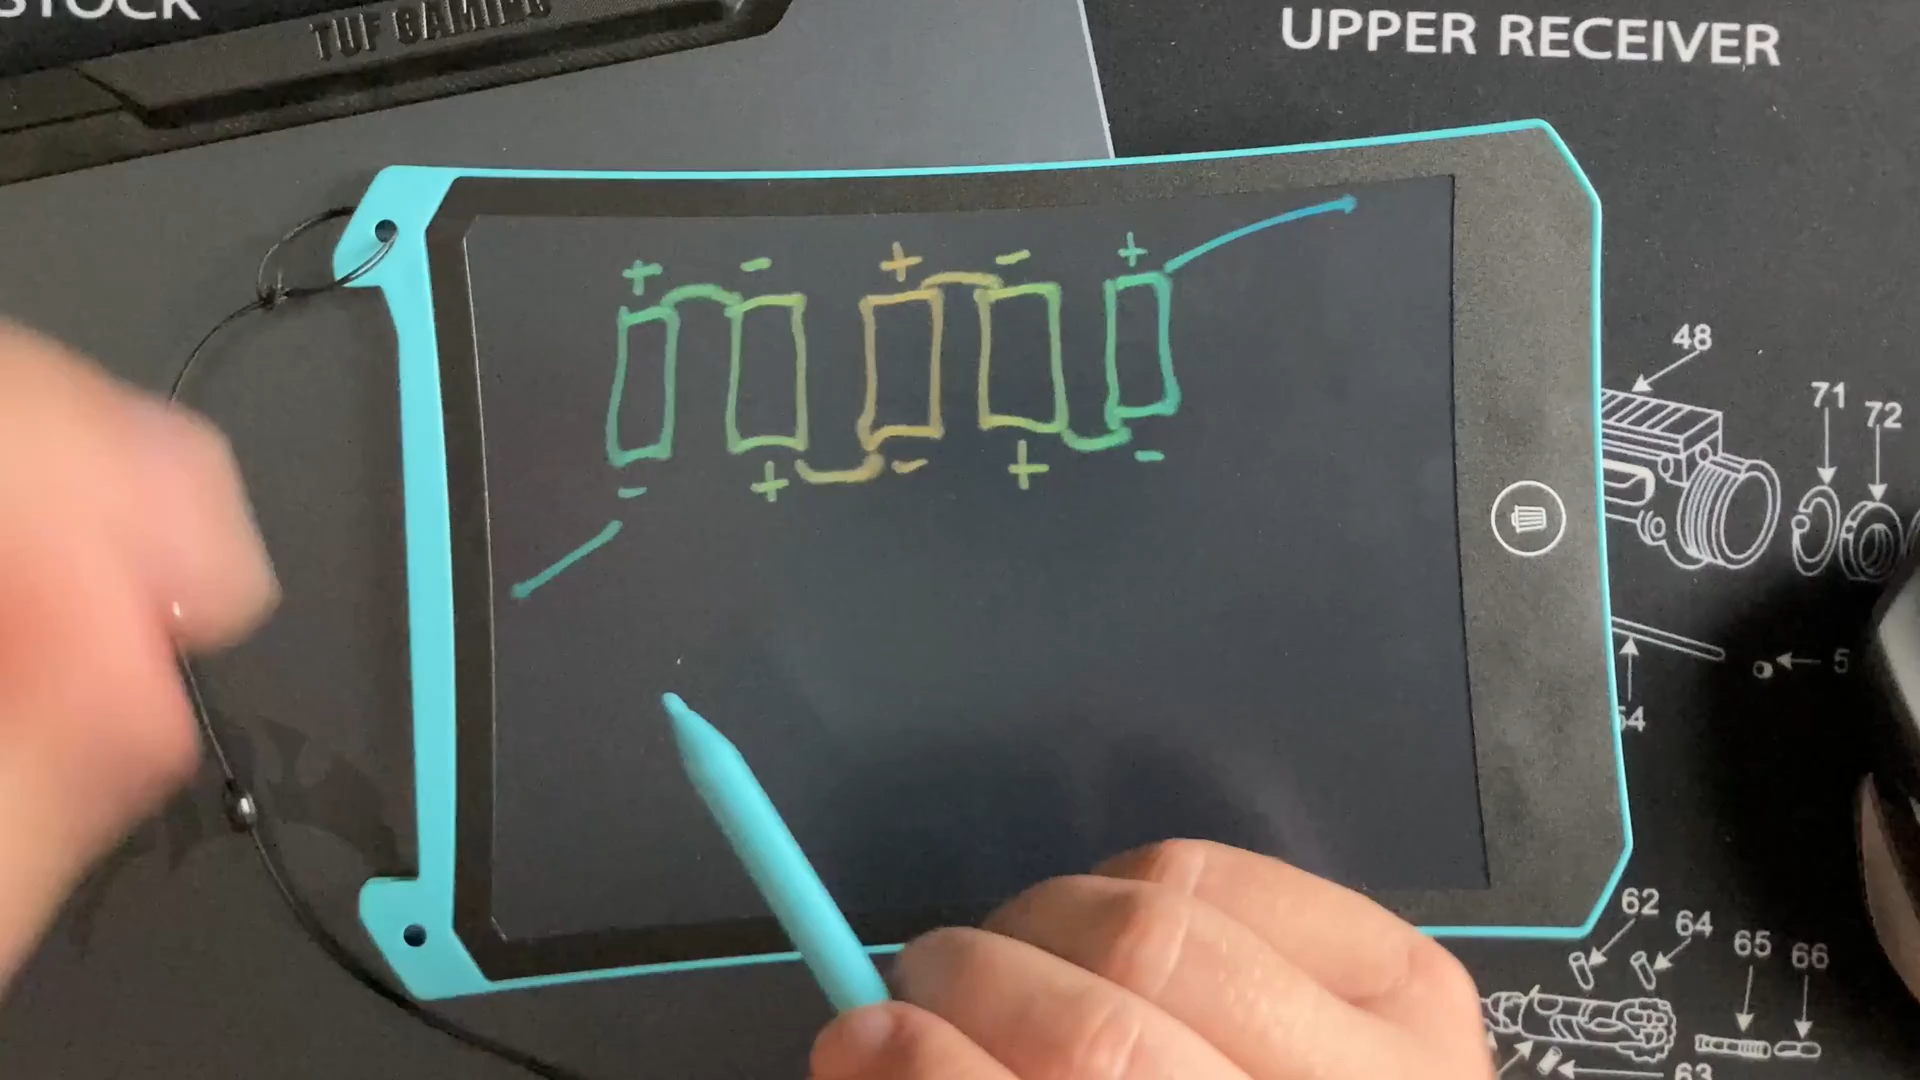 STOCK
TUF GAMING
UPPER RECEIVER
+ - + - +
- + - + -
48
71
72
5
54
62
64
65
66
63